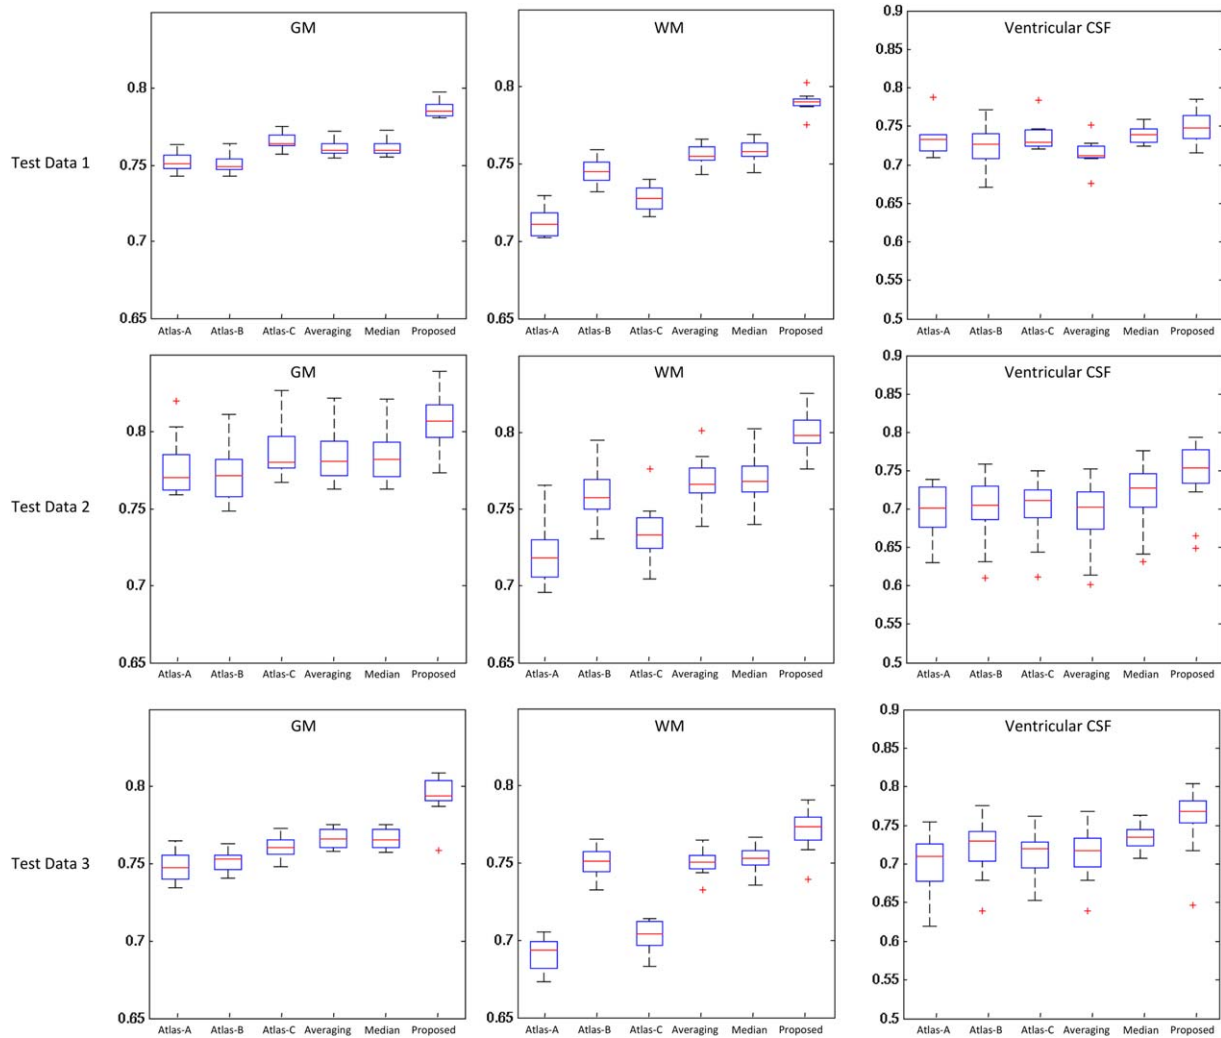 GM WM Ventricular CSF
0.9
0.85
0.8 0.8 0.8
0.75 0.75 0.75
0.7 0.7 0.7
0.65
0.6
0.55
0.65 0.65 0.5
Test Data 1
Atlas-A Atlas-B Atlas-C Averaging Median Proposed Atlas-A Atlas-B Atlas-C Averaging Median Proposed Atlas-A Atlas-B Atlas-C Averaging Median Proposed
GM WM Ventricular CSF
0.9
0.85
0.8 0.8 0.8
0.75 0.75 0.75
0.7 0.7 0.7
0.65
0.6
0.55
0.65 0.65 0.5
Test Data 2
Atlas-A Atlas-B Atlas-C Averaging Median Proposed Atlas-A Atlas-B Atlas-C Averaging Median Proposed Atlas-A Atlas-B Atlas-C Averaging Median Proposed
GM WM Ventricular CSF
0.9
0.85
0.8 0.8 0.8
0.75 0.75 0.75
0.7 0.7 0.7
0.65
0.6
0.55
0.65 0.65 0.5
Test Data 3
Atlas-A Atlas-B Atlas-C Averaging Median Proposed Atlas-A Atlas-B Atlas-C Averaging Median Proposed Atlas-A Atlas-B Atlas-C Averaging Median Proposed